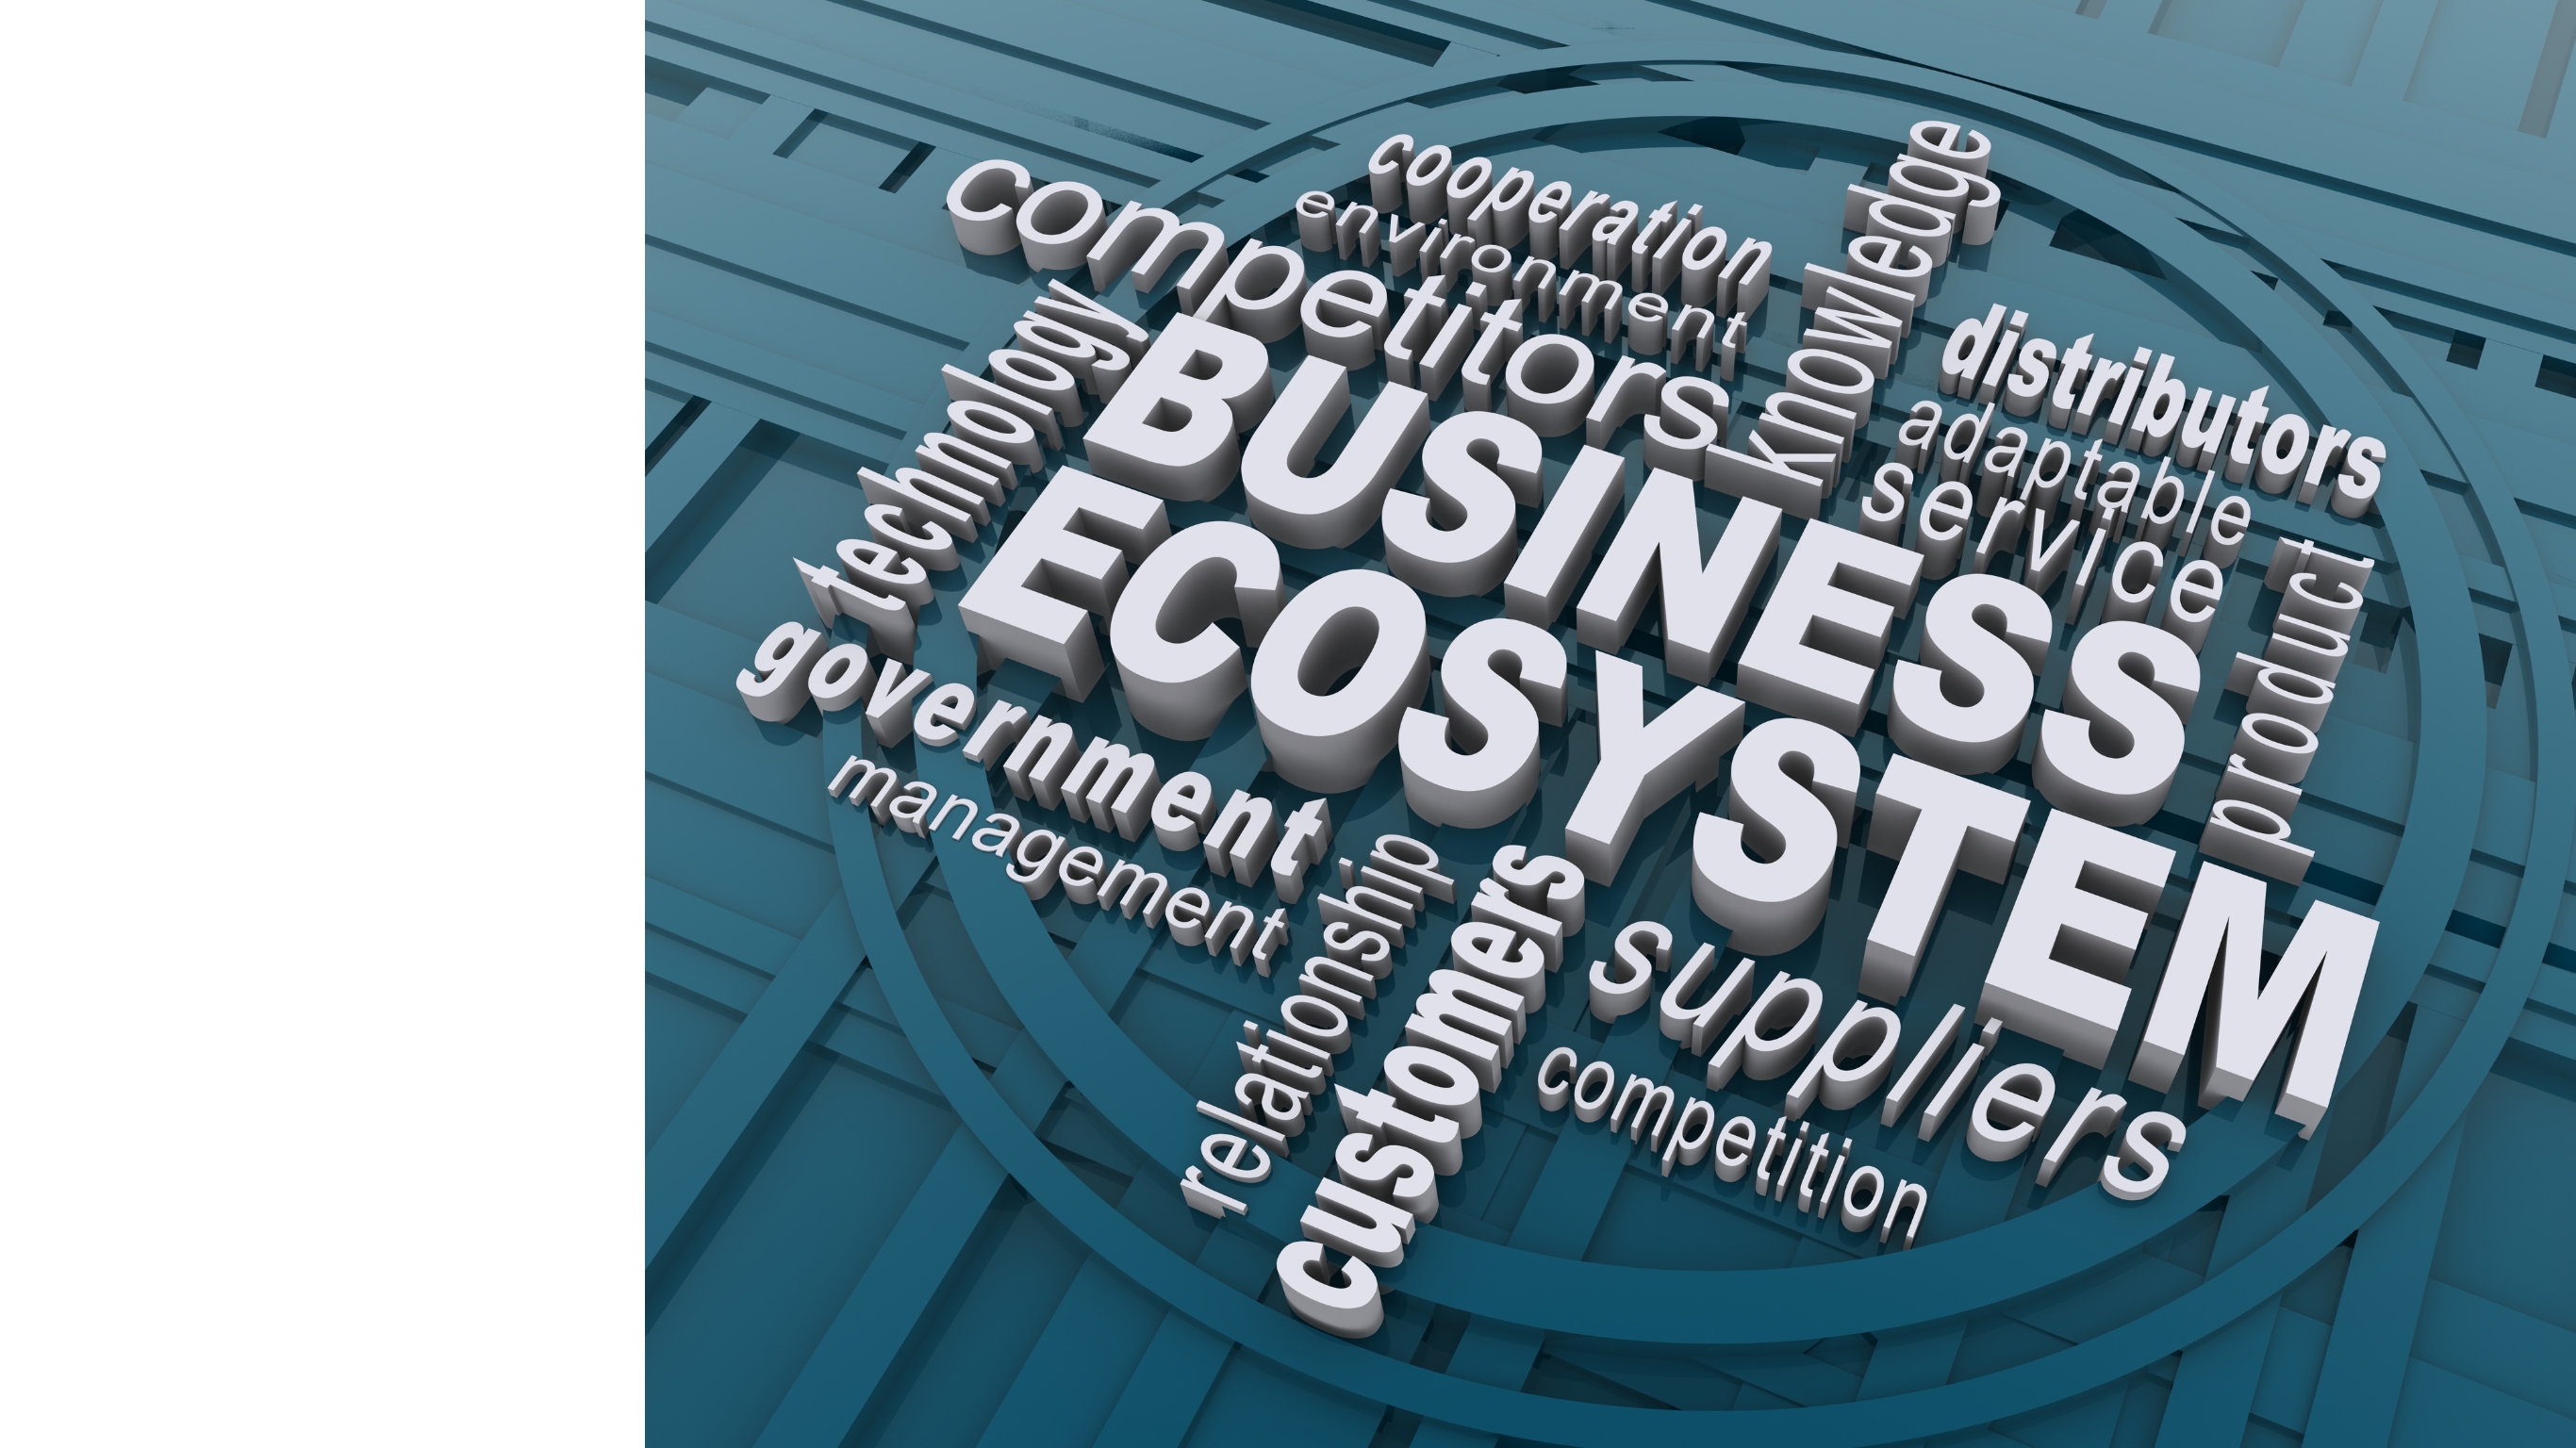 cooperation
environment
competitors
knowledge
technology
distributors
adaptable
service
BUSINESS
ECOSYSTEM
product
government
management
relationship
customers
suppliers
competition